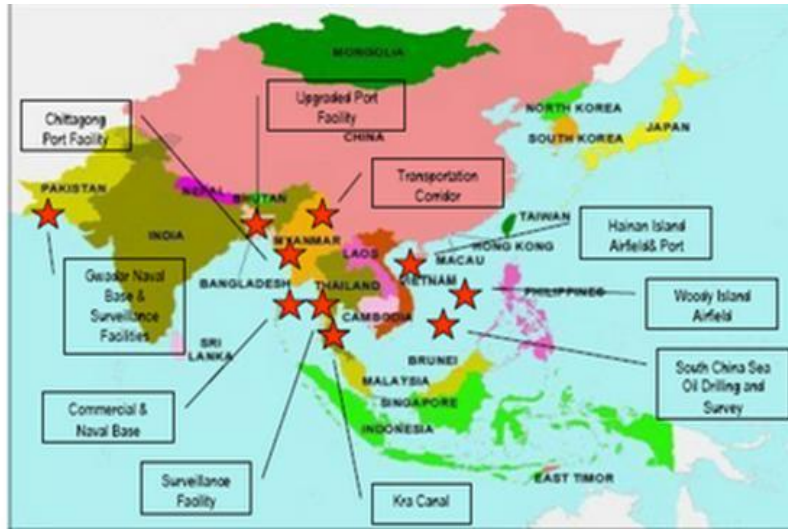 MONGOLIA
Upgraded Port
Facility
Chittagong
Port Facility
NORTH KOREA
CHINA
JAPAN
SOUTH KOREA
Transportation
Corridor
PAKISTAN
NEPAL
BHUTAN
TAIWAN
Hainan Island
Airfield& Port
INDIA
MYANMAR
HONG KONG
LAOS
MACAU
Gwadar Naval
Base &
Surveillance
Facilities
BANGLADESH
THAILAND
VIETNAM
PHILIPPINES
Woody Island
Airfield
CAMBODIA
SRI
LANKA
BRUNEI
South China Sea
Oil Drilling and
Survey
MALAYSIA
Commercial &
Naval Base
SINGAPORE
INDONESIA
Surveillance
Facility
Kra Canal
EAST TIMOR